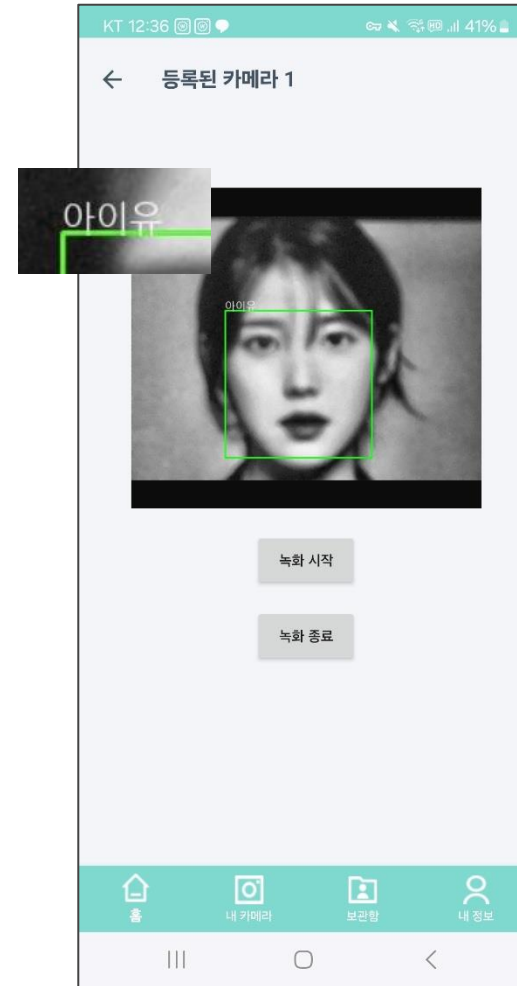 KT 12:36
41%
등록된 카메라 1
아이유
아이유
녹화 시작
녹화 종료
홈
내 카메라
보관함
내 정보